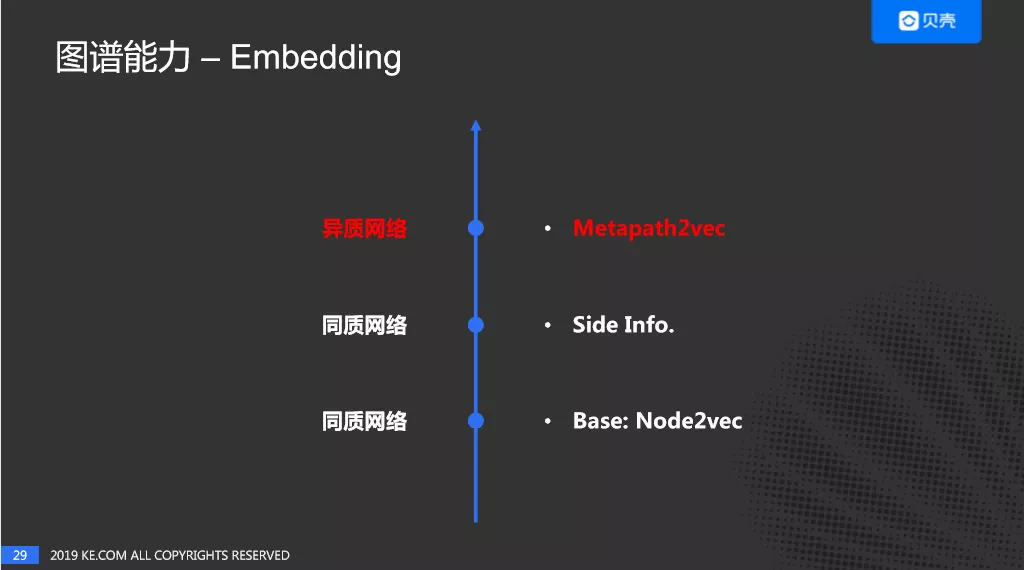 贝壳
图谱能力 – Embedding
异质网络 • Metapath2vec
同质网络 • Side Info.
同质网络 • Base: Node2vec
29 2019 KE.COM ALL COPYRIGHTS RESERVED